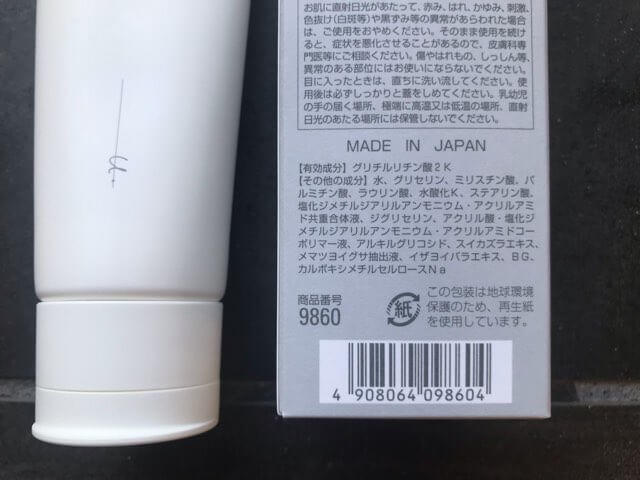 お肌に直射日光があたって、赤み、はれ、かゆみ、刺激、
色抜け(白斑等)や黒ずみ等の異常があらわれた場合
は、ご使用をおやめください。そのまま使用を続け
ると、症状を悪化させることがあるので、皮膚科専
門医等にご相談ください。傷やはれもの、しっしん等、
異常のある部位にはお使いにならないでください。
目に入ったときは、直ちに洗い流してください。使
用後は必ずしっかりと蓋をしめてください。乳幼児
の手の届く場所、極端に高温又は低温の場所、直射
日光のあたる場所には保管しないでください。
MADE IN JAPAN
【有効成分】グリチルリチン酸2K
【その他の成分】水、グリセリン、ミリスチン酸、パ
ルミチン酸、ラウリン酸、水酸化K、ステアリン酸、
塩化ジメチルジアリルアンモニウム・アクリルアミ
ド共重合体液、ジグリセリン、アクリル酸・塩化ジ
メチルジアリルアンモニウム・アクリルアミドコー
ポリマー液、アルキルグリコシド、スイカズラエキス、
メマツヨイグサ抽出液、イザヨイバラエキス、BG、
カルボキシメチルセルロースNa
商品番号
9860
紙
この包装は地球環境
保護のため、再生紙
を使用しています。
4 908064 098604